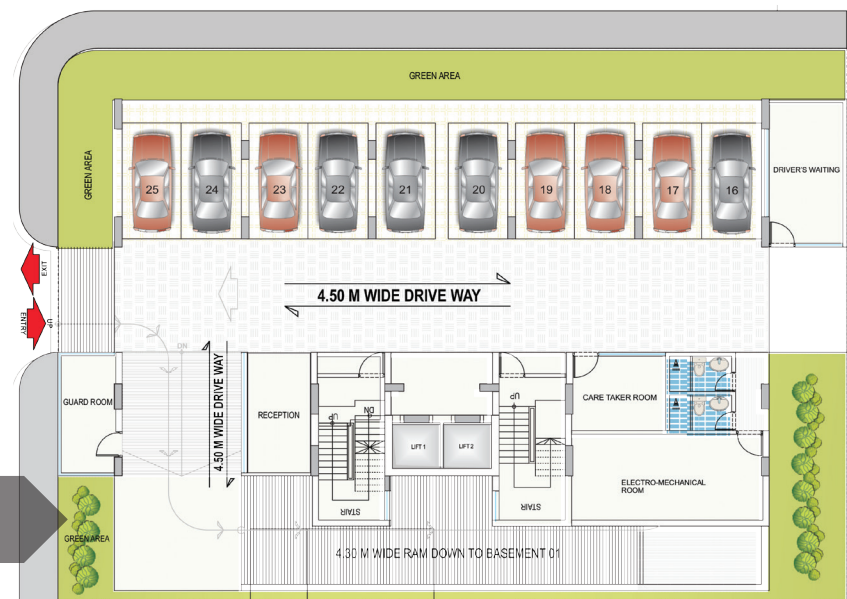 GREEN AREA
GREEN AREA
25
24
23
22
21
20
19
18
17
16
DRIVER'S WAITING
EXIT
ENTRY
UP
4.50 M WIDE DRIVE WAY
DN
4.50 M WIDE DRIVE WAY
GUARD ROOM
RECEPTION
UP
DN
LIFT 1
LIFT 2
UP
CARE TAKER ROOM
ELECTRO-MECHANICAL
ROOM
STAIR
STAIR
GREEN AREA
4.30 M WIDE RAM DOWN TO BASEMENT 01